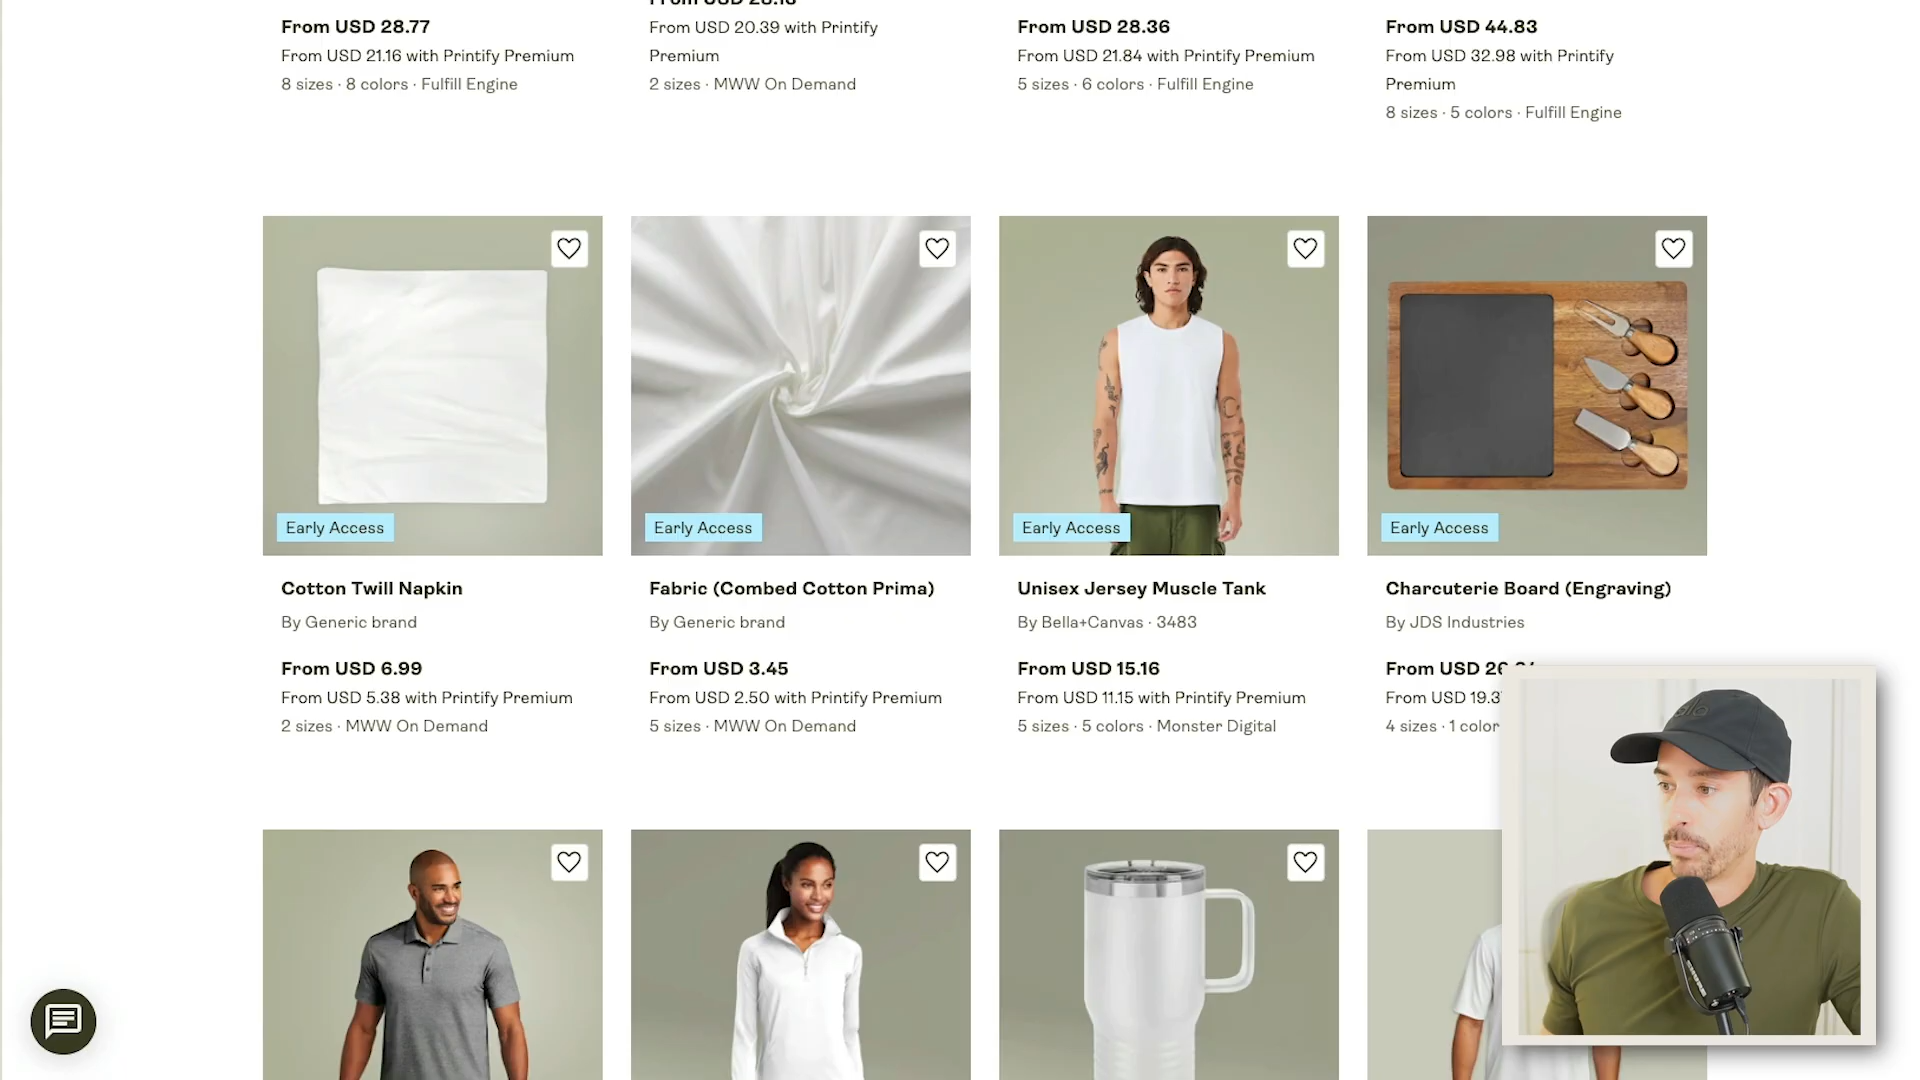 From USD 28.77
From USD 21.16 with Printify Premium
8 sizes · 8 colors · Fulfill Engine
From USD 20.39 with Printify
Premium
2 sizes · MWW On Demand
From USD 28.36
From USD 21.84 with Printify Premium
5 sizes · 6 colors · Fulfill Engine
From USD 44.83
From USD 32.98 with Printify
Premium
8 sizes · 5 colors · Fulfill Engine
Early Access
Cotton Twill Napkin
By Generic brand
From USD 6.99
From USD 5.38 with Printify Premium
2 sizes · MWW On Demand
Early Access
Fabric (Combed Cotton Prima)
By Generic brand
From USD 3.45
From USD 2.50 with Printify Premium
5 sizes · MWW On Demand
Early Access
Unisex Jersey Muscle Tank
By Bella+Canvas · 3483
From USD 15.16
From USD 11.15 with Printify Premium
5 sizes · 5 colors · Monster Digital
Early Access
Charcuterie Board (Engraving)
By JDS Industries
From USD
From USD 19.3
4 sizes · 1 color